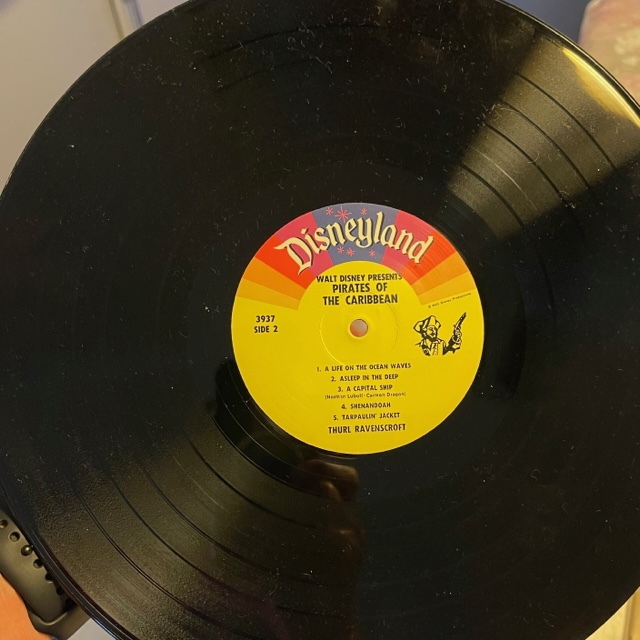 Disneyland
WALT DISNEY PRESENTS
PIRATES OF
THE CARIBBEAN
3937
SIDE 2
1. A LIFE ON THE OCEAN WAVES
2. ASLEEP IN THE DEEP
3. A CAPITAL SHIP
4. SHENANDOAH
5. TARPAULIN' JACKET
THURL RAVENSCROFT